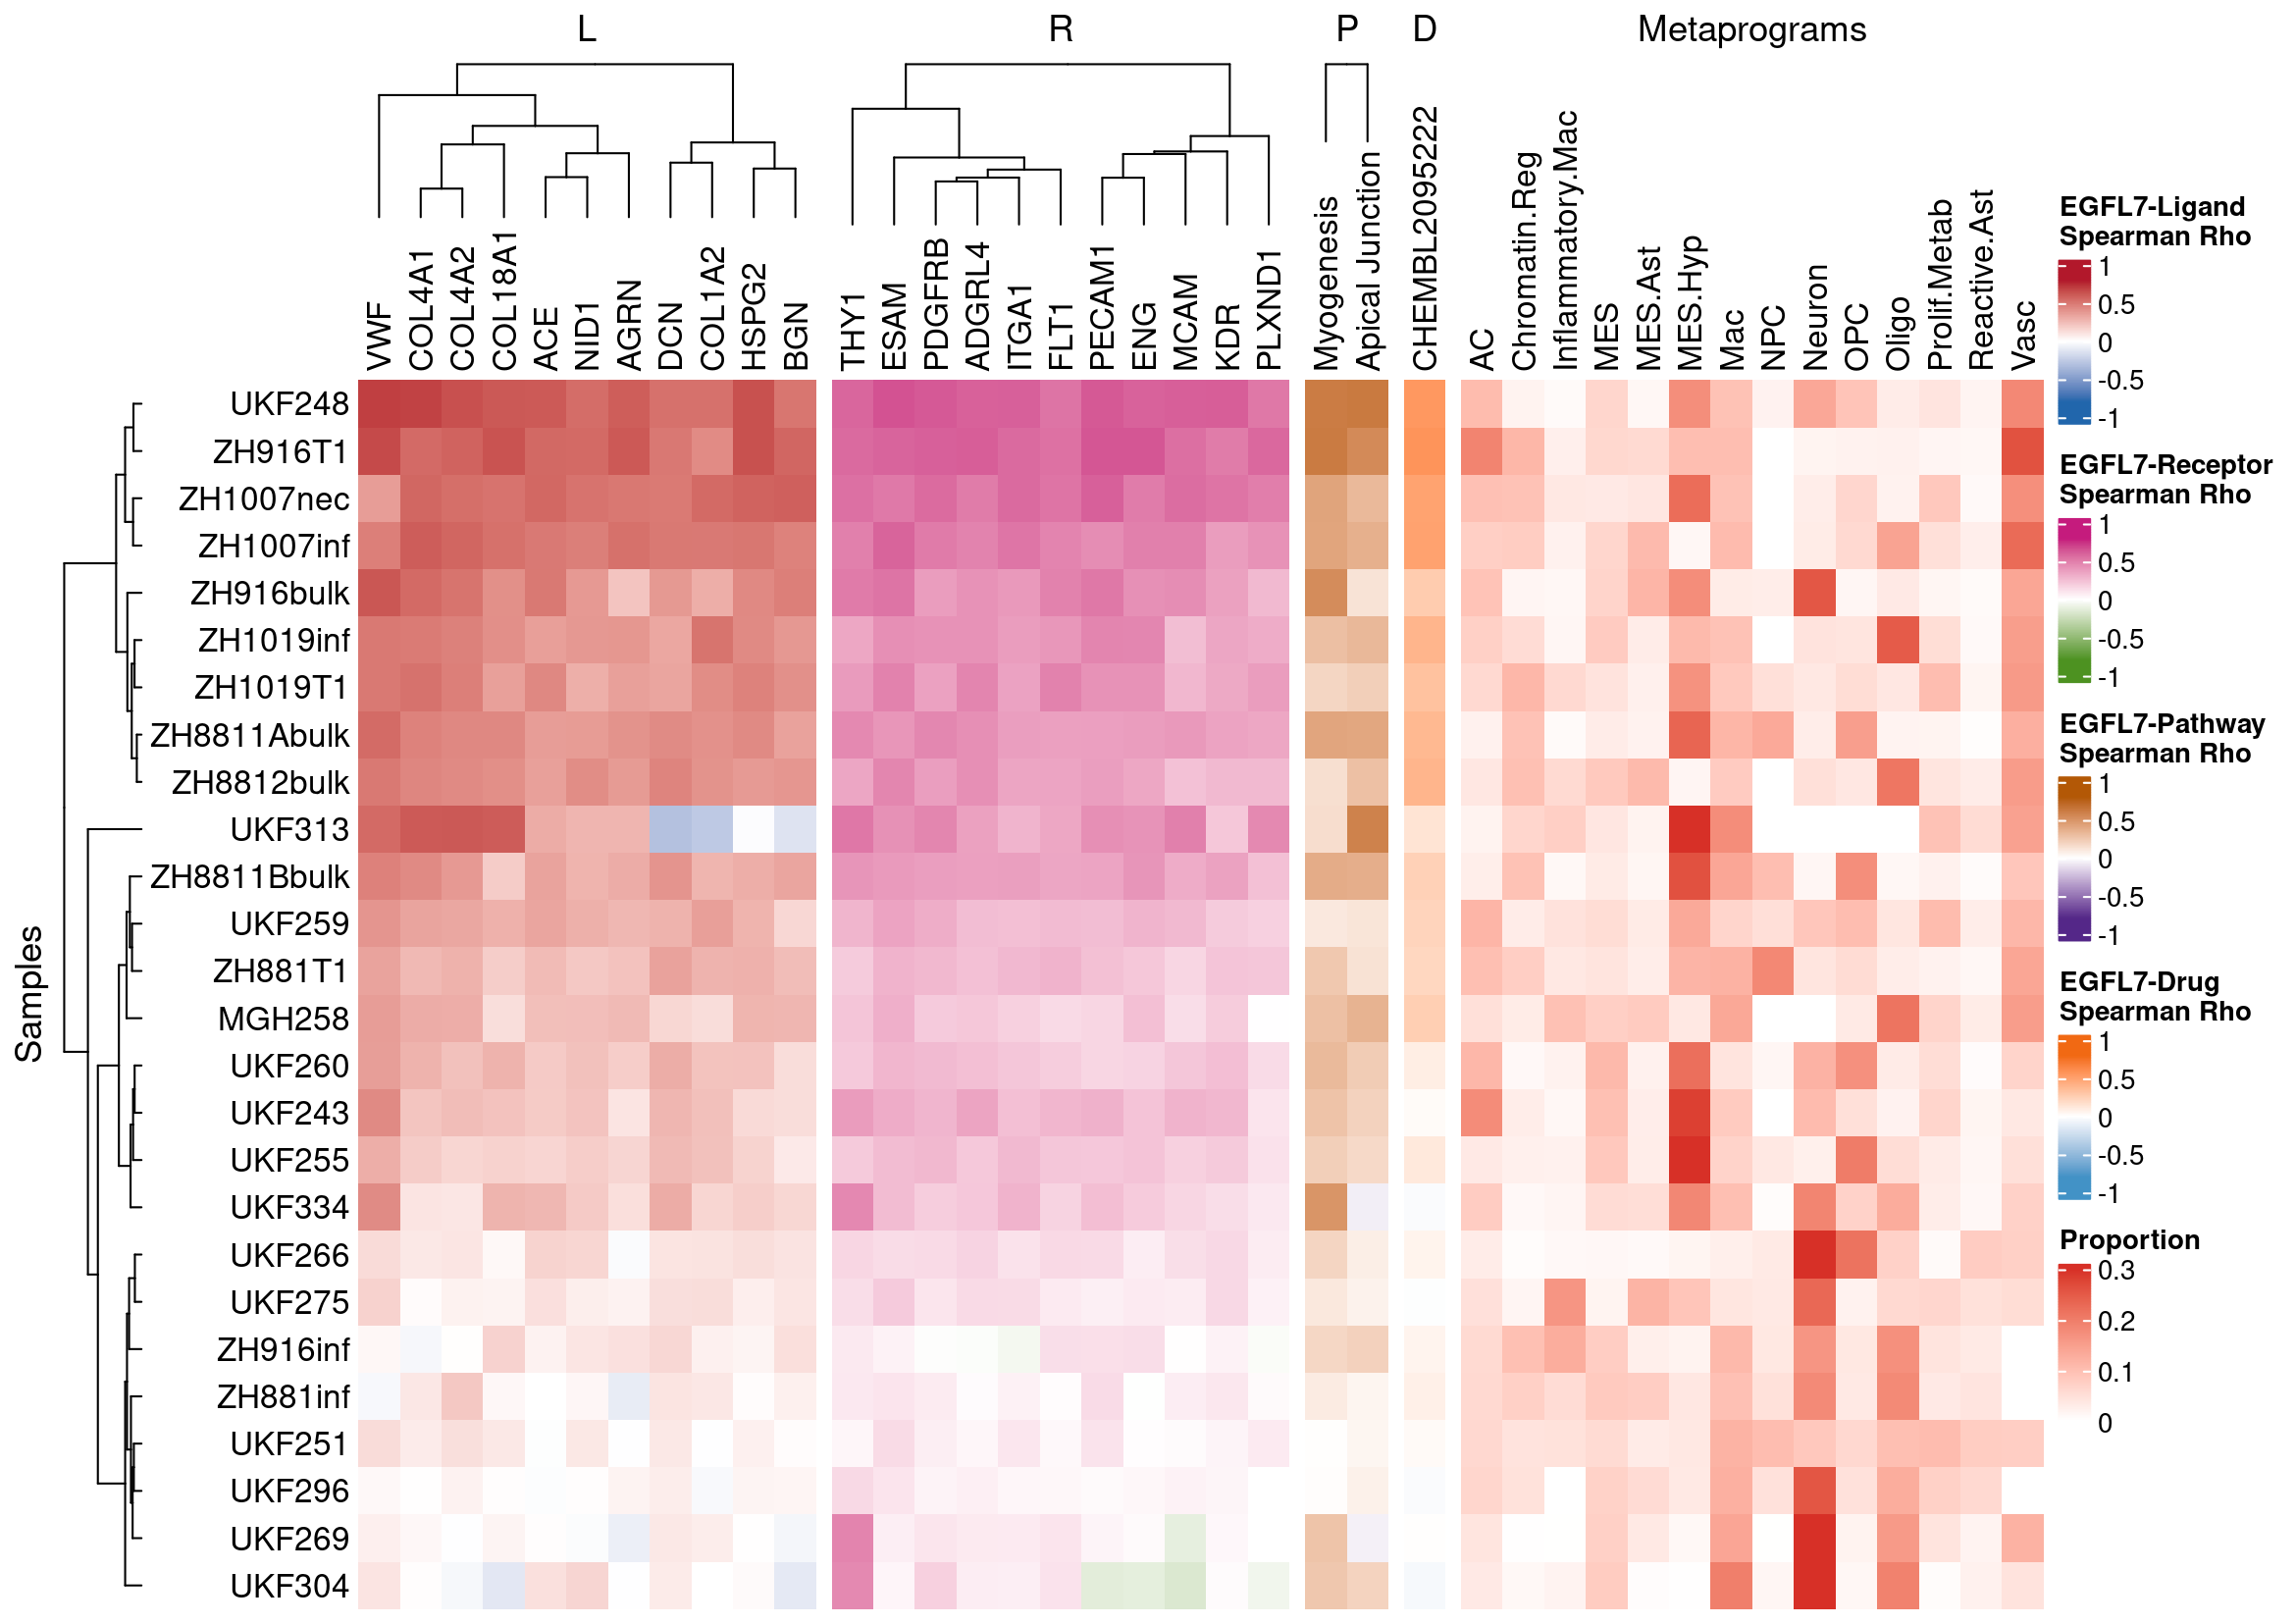 L R P D Metaprograms
VWF
COL4A1
COL4A2
COL18A1
ACE
NID1
AGRN
DCN
COL1A2
HSPG2
BGN
THY1
ESAM
PDGFRB
ADGRL4
ITGA1
FLT1
PECAM1
ENG
MCAM
KDR
PLXND1
Myogenesis
Apical Junction
CHEMBL2095222
AC
Chromatin.Reg
Inflammatory.Mac
MES
MES.Ast
MES.Hyp
Mac
NPC
Neuron
OPC
Oligo
Prolif.Metab
Reactive.Ast
Vasc
Samples
UKF248
ZH916T1
ZH1007nec
ZH1007inf
ZH916bulk
ZH1019inf
ZH1019T1
ZH8811Abulk
ZH8812bulk
UKF313
ZH8811Bbulk
UKF259
ZH881T1
MGH258
UKF260
UKF243
UKF255
UKF334
UKF266
UKF275
ZH916inf
ZH881inf
UKF251
UKF296
UKF269
UKF304
EGFL7-Ligand
Spearman Rho
1
0.5
0
-0.5
-1
EGFL7-Receptor
Spearman Rho
1
0.5
0
-0.5
-1
EGFL7-Pathway
Spearman Rho
1
0.5
0
-0.5
-1
EGFL7-Drug
Spearman Rho
1
0.5
0
-0.5
-1
Proportion
0.3
0.2
0.1
0